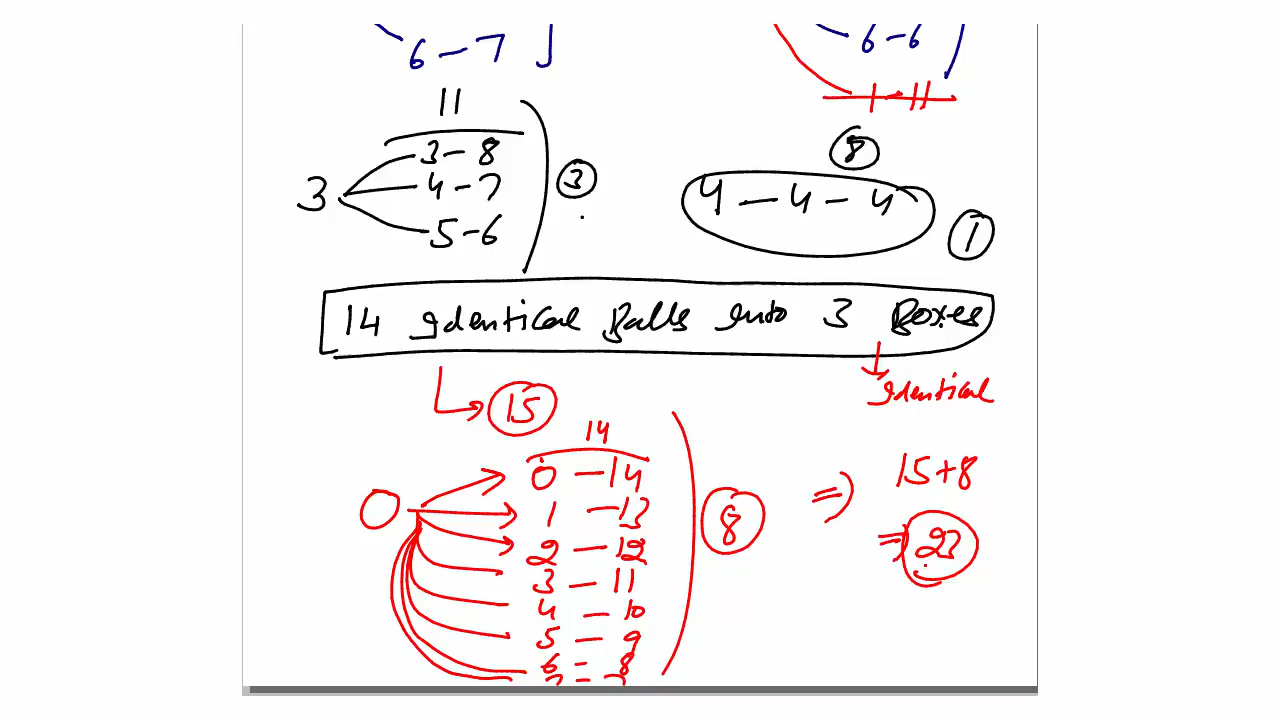 6 - 7
6 - 6
11
3 - 8
3
4 - 7
5 - 6
③
⑧
4 - 4 - 4
①
14 Identical Balls into 3 Boxes
Identical
15
14
0
0 - 14
1 - 13
2 - 12
3 - 11
4 - 10
5 - 9
6 = 8
8
⇒ 15+8
⇒ 23